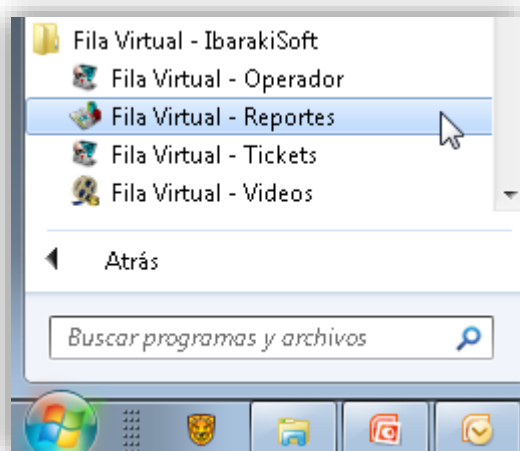 Fila Virtual - IbarakiSoft
Fila Virtual - Operador
Fila Virtual - Reportes
Fila Virtual - Tickets
Fila Virtual - Videos
Atrás
Buscar programas y archivos